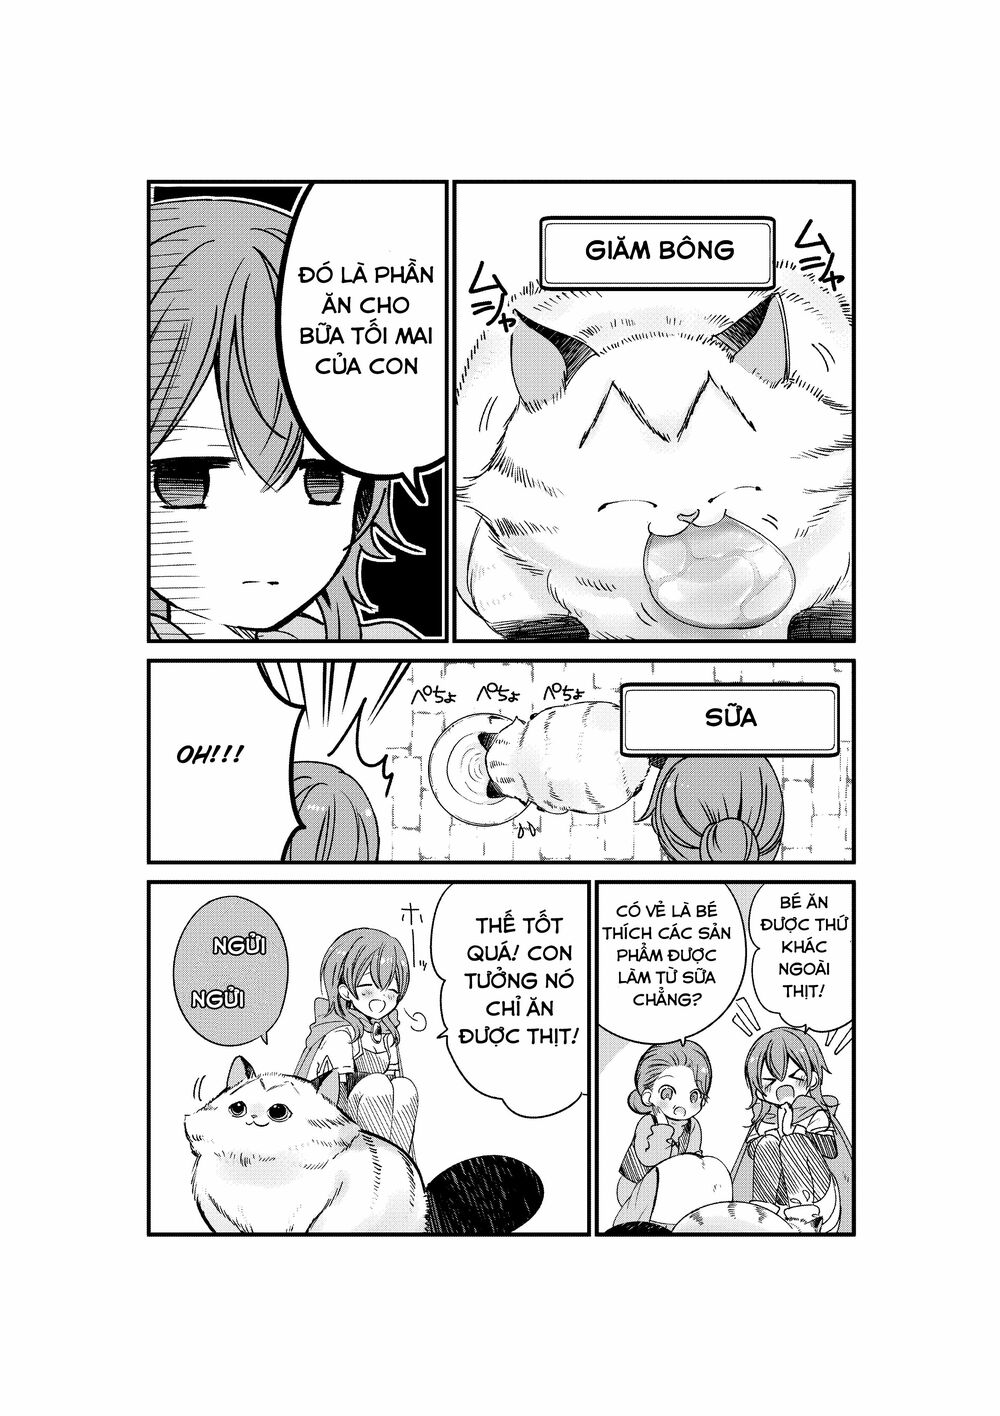 GIĂM BÔNG
ムシャ
ムシャ
ĐÓ LÀ PHẦN
ĂN CHO
BỮA TỐI MAI
CỦA CON
SỮA
ペちょ
ペちょ
ペちょ
OH!!!
BÉ ĂN
ĐƯỢC THỨ
KHÁC
NGOÀI
THỊT!
CÓ VẺ LÀ BÉ
THÍCH CÁC SẢN
PHẨM ĐƯỢC
LÀM TỪ SỮA
CHẲNG?
THẾ TỐT
QUÁ! CON
TƯỞNG NÓ
CHỈ ĂN
ĐƯỢC THỊT!
ホッ
NGỬI
NGỬI